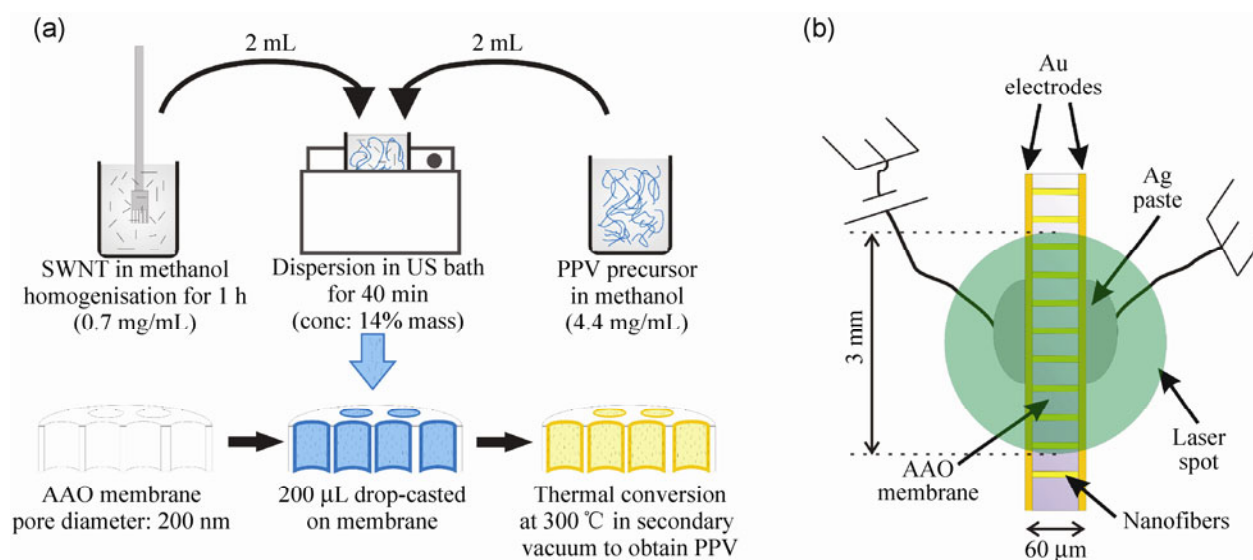 (a)
2 mL
2 mL
SWNT in methanol
homogenisation for 1 h
(0.7 mg/mL)
Dispersion in US bath
for 40 min
(conc: 14% mass)
PPV precursor
in methanol
(4.4 mg/mL)
AAO membrane
pore diameter: 200 nm
200 μL drop-casted
on membrane
Thermal conversion
at 300 ℃ in secondary
vacuum to obtain PPV
(b)
Au
electrodes
Ag
paste
3 mm
AAO
membrane
Laser
spot
Nanofibers
60 μm